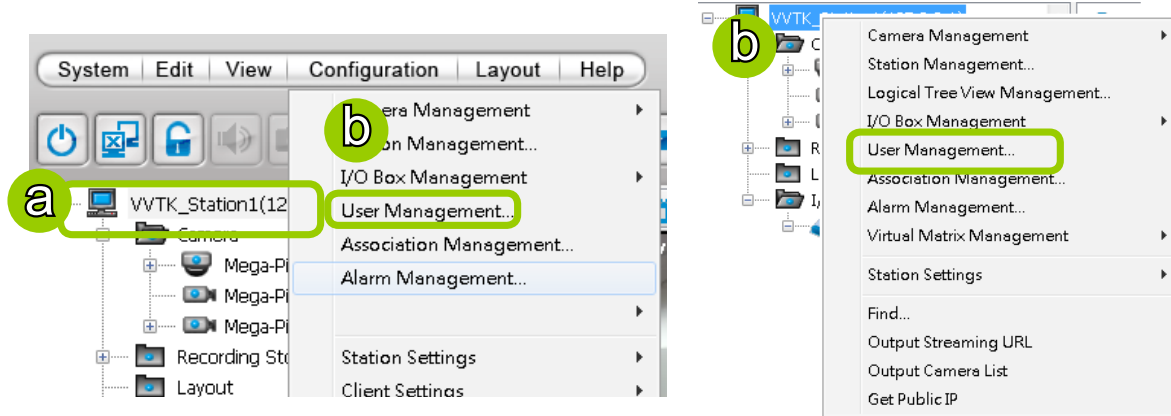 System Edit View Configuration Layout Help
b
era Management
on Management...
I/O Box Management
User Management...
Association Management...
Alarm Management...
Station Settings
Client Settings
a
VVTK_Station1(12
Camera
Mega-Pi
Mega-Pi
Mega-Pi
Recording Sto
Layout
b
VVTK_
C
R
L
I/
Camera Management
Station Management...
Logical Tree View Management...
I/O Box Management
User Management...
Association Management...
Alarm Management...
Virtual Matrix Management
Station Settings
Find...
Output Streaming URL
Output Camera List
Get Public IP